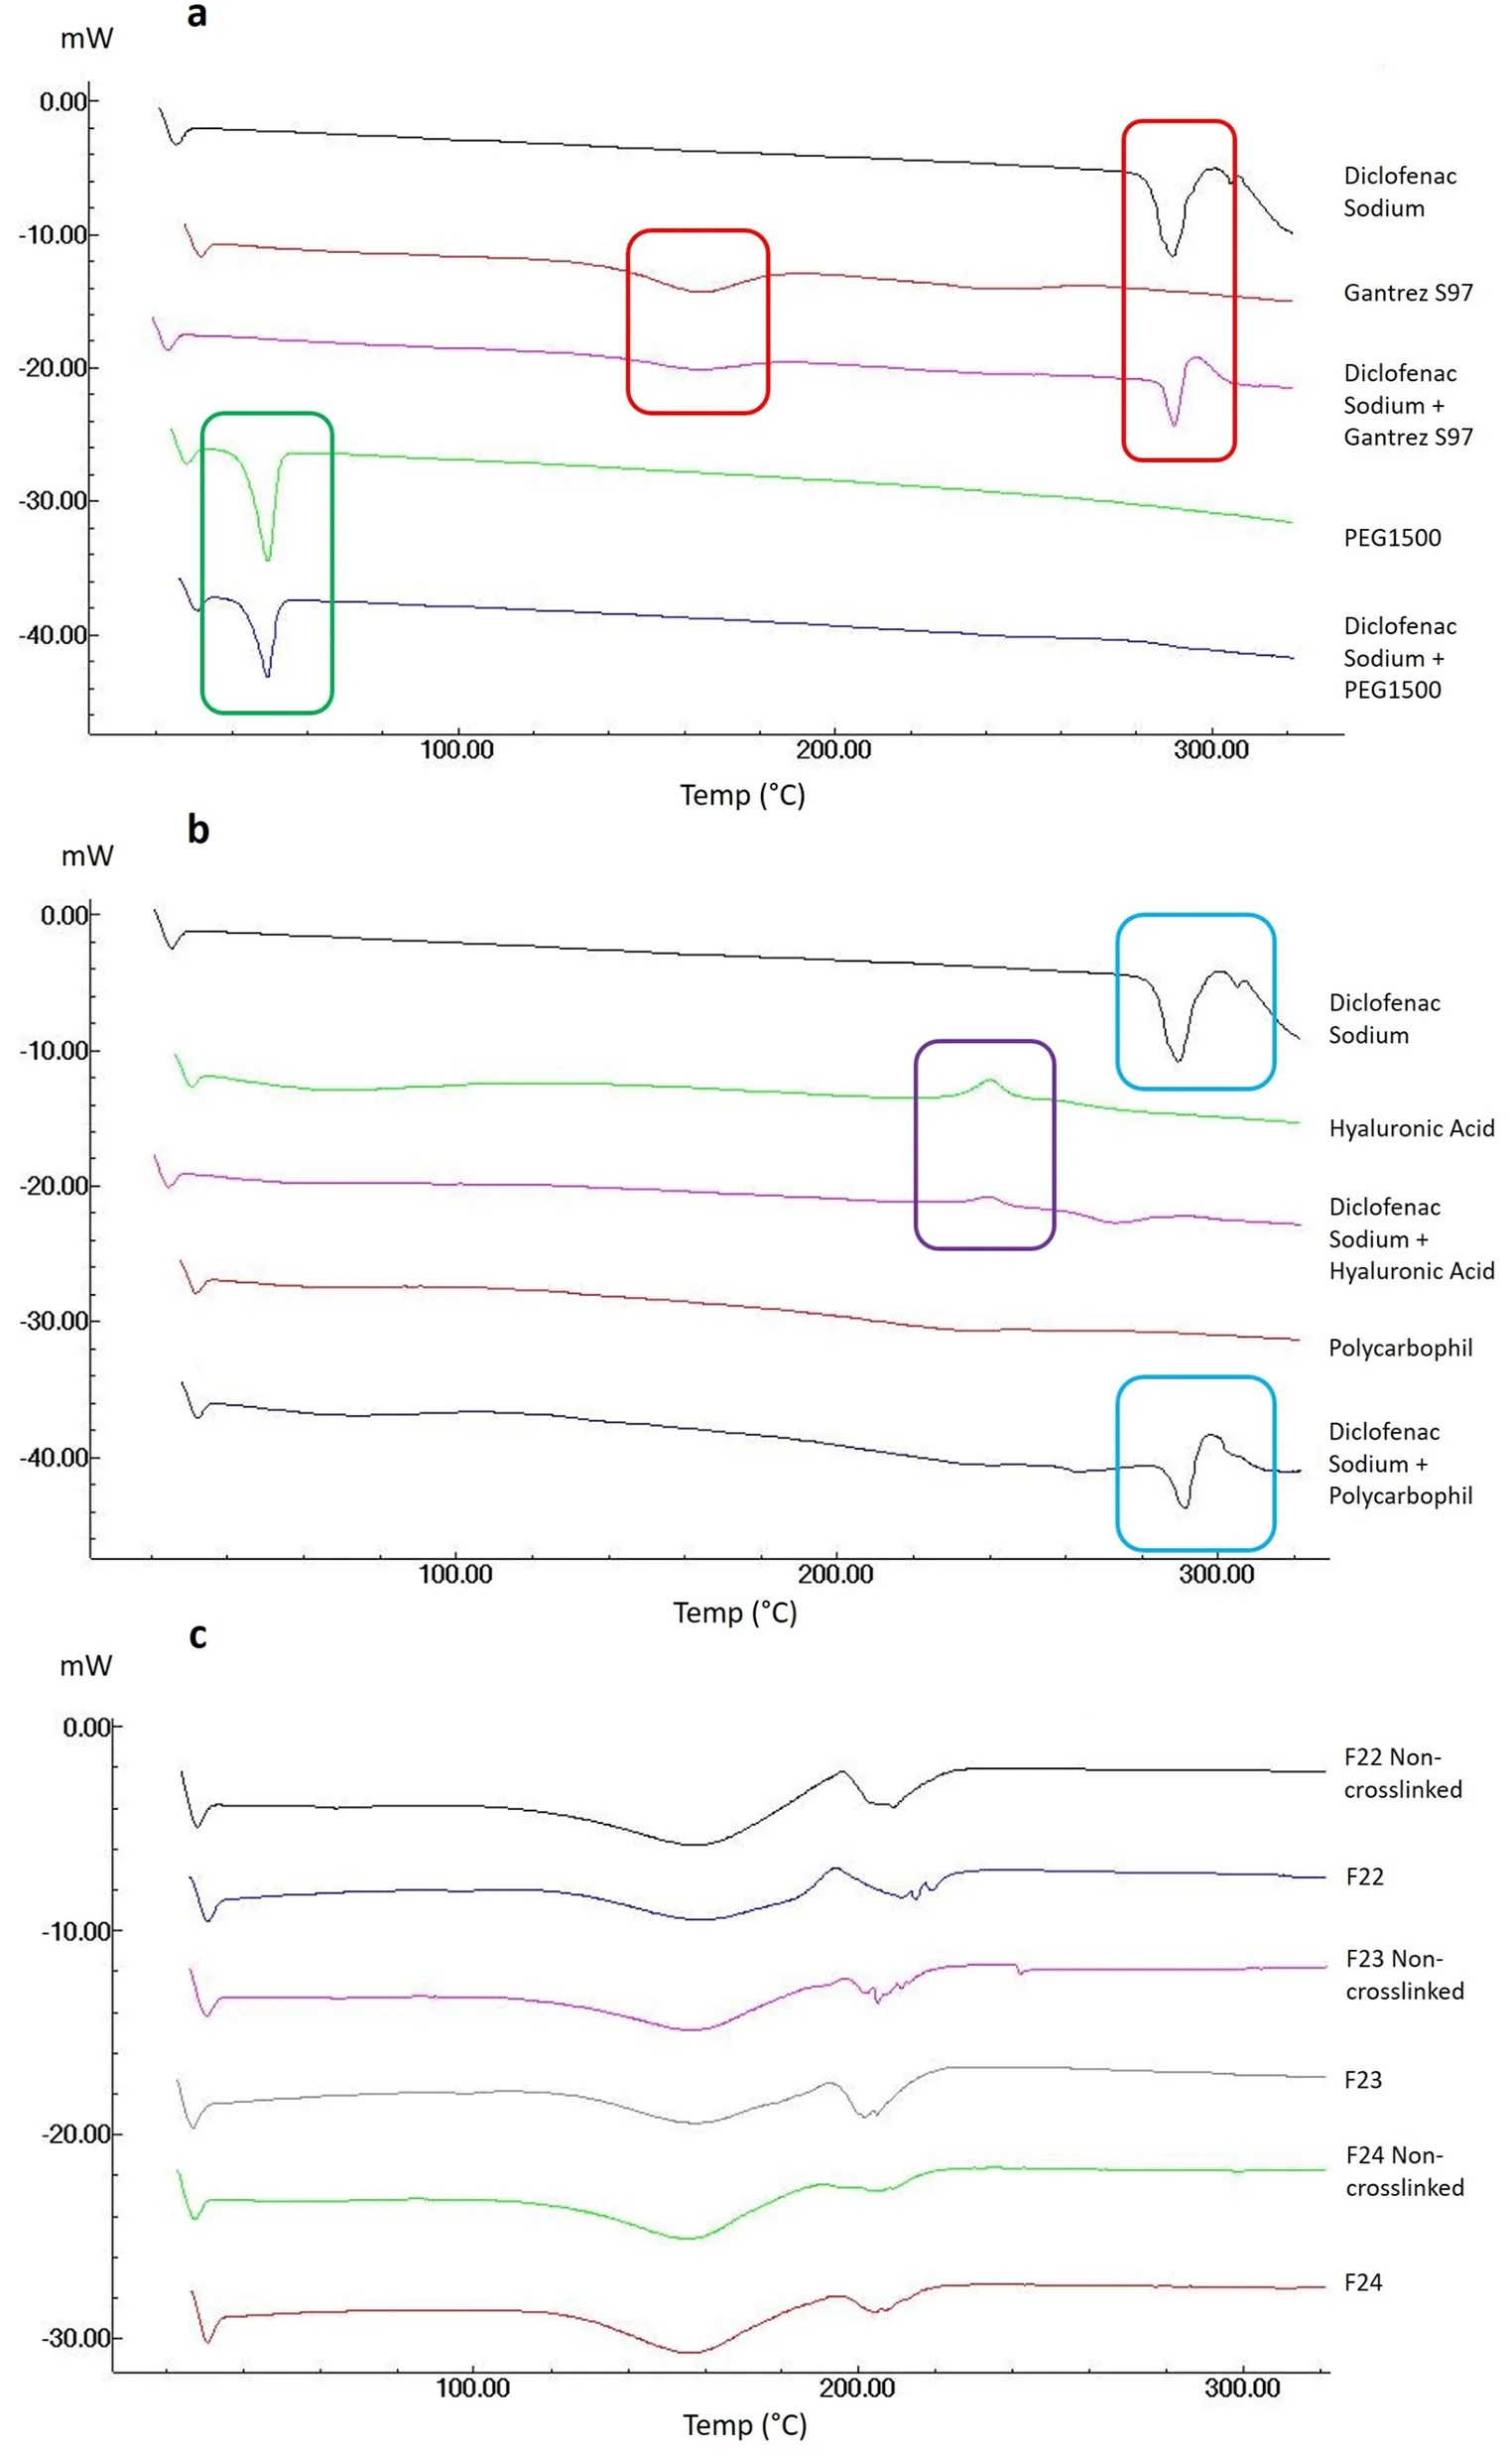 a
mW
0.00
Diclofenac
Sodium
-10.00
Gantrez S97
-20.00
Diclofenac
Sodium +
Gantrez S97
-30.00
PEG1500
-40.00
Diclofenac
Sodium +
PEG1500
100.00 200.00 300.00
Temp (°C)
b
mW
0.00
Diclofenac
Sodium
-10.00
Hyaluronic Acid
-20.00
Diclofenac
Sodium +
Hyaluronic Acid
-30.00
Polycarbophil
-40.00
Diclofenac
Sodium +
Polycarbophil
100.00 200.00 300.00
Temp (°C)
c
mW
0.00
F22 Non-
crosslinked
F22
-10.00
F23 Non-
crosslinked
F23
-20.00
F24 Non-
crosslinked
F24
-30.00
100.00 200.00 300.00
Temp (°C)